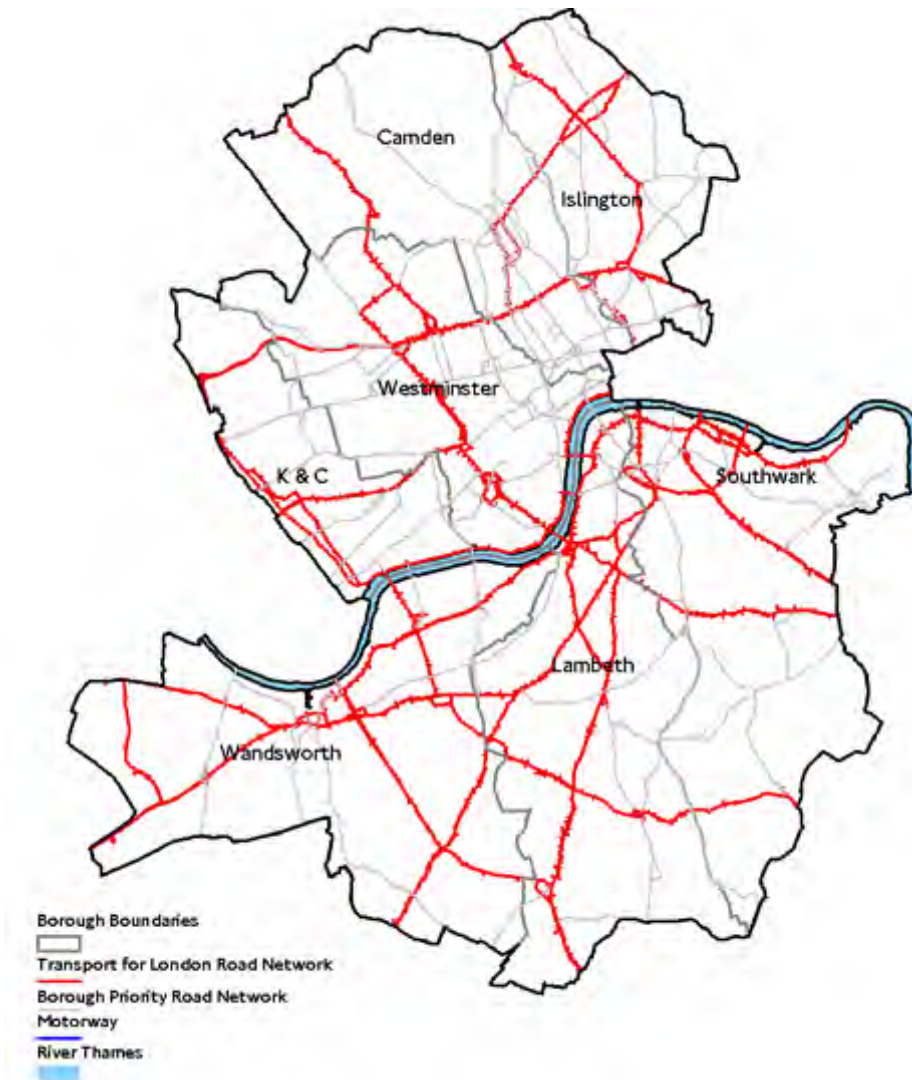 Camden
Islington
Westminster
K & C
Southwark
Lambeth
Wandsworth
Borough Boundaries
Transport for London Road Network
Borough Priority Road Network
Motorway
River Thames